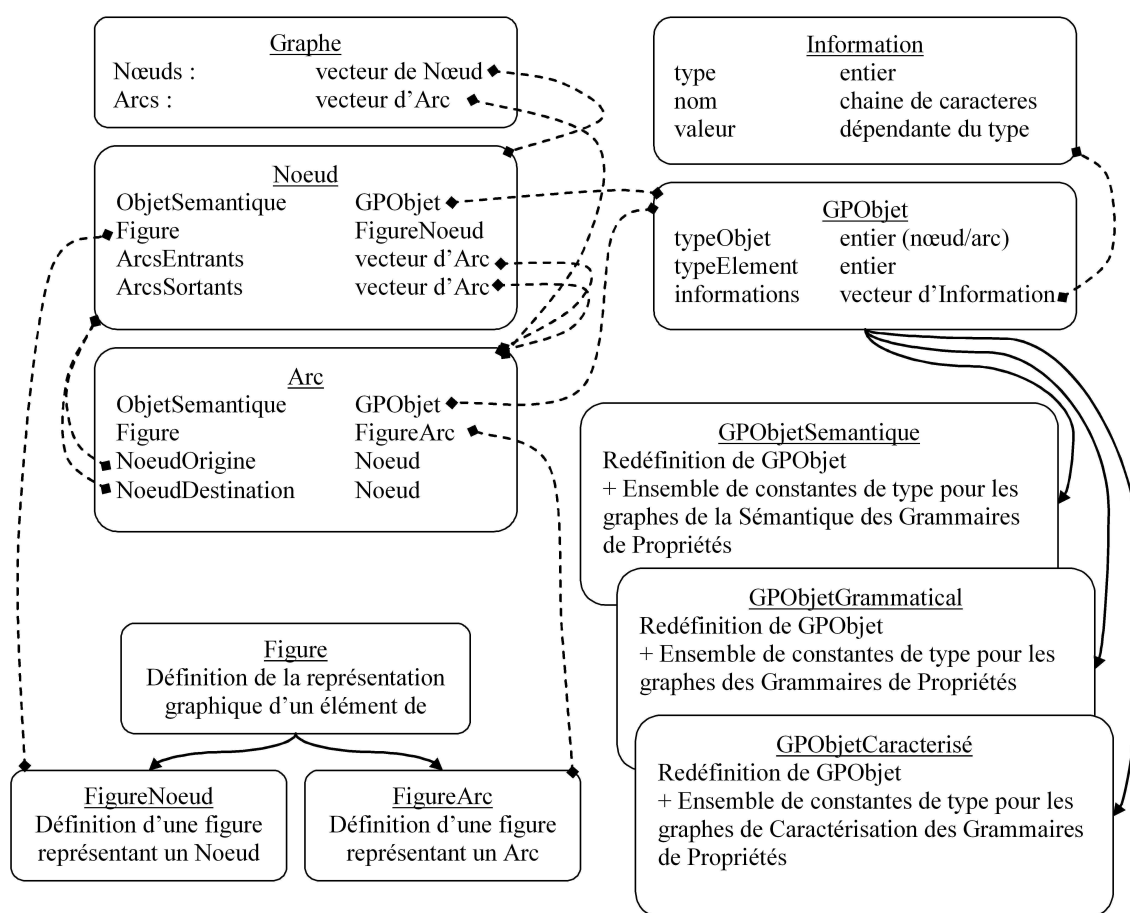 Graphe
Nœuds : vecteur de Nœud
Arcs : vecteur d’Arc
Information
type entier
nom chaine de caracteres
valeur dépendante du type
Noeud
ObjetSemantique GPObjet
Figure FigureNoeud
ArcsEntrants vecteur d’Arc
ArcsSortants vecteur d’Arc
GPObjet
typeObjet entier (nœud/arc)
typeElement entier
informations vecteur d’Information
Arc
ObjetSemantique GPObjet
Figure FigureArc
NoeudOrigine Noeud
NoeudDestination Noeud
GPObjetSemantique
Redéfinition de GPObjet
+ Ensemble de constantes de type pour les
graphes de la Sémantique des Grammaires
de Propriétés
GPObjetGrammatical
Redéfinition de GPObjet
+ Ensemble de constantes de type pour les
graphes des Grammaires de Propriétés
GPObjetCaracterisé
Redéfinition de GPObjet
+ Ensemble de constantes de type pour les
graphes de Caractérisation des Grammaires
de Propriétés
Figure
Définition de la représentation
graphique d’un élément de
FigureNoeud
Définition d’une figure
représentant un Noeud
FigureArc
Définition d’une figure
représentant un Arc